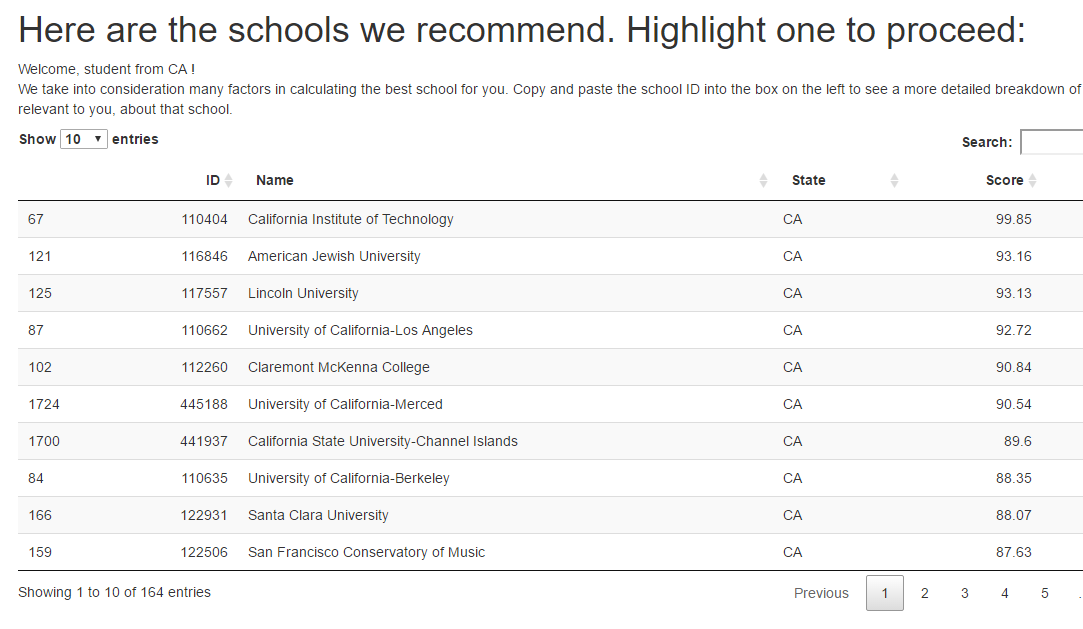 Here are the schools we recommend. Highlight one to proceed:
Welcome, student from CA !
We take into consideration many factors in calculating the best school for you. Copy and paste the school ID into the box on the left to see a more detailed breakdown of
relevant to you, about that school.
Show 10 entries
Search:
ID Name State Score
67 110404 California Institute of Technology CA 99.85
121 116846 American Jewish University CA 93.16
125 117557 Lincoln University CA 93.13
87 110662 University of California-Los Angeles CA 92.72
102 112260 Claremont McKenna College CA 90.84
1724 445188 University of California-Merced CA 90.54
1700 441937 California State University-Channel Islands CA 89.6
84 110635 University of California-Berkeley CA 88.35
166 122931 Santa Clara University CA 88.07
159 122506 San Francisco Conservatory of Music CA 87.63
Showing 1 to 10 of 164 entries
Previous 1 2 3 4 5 .